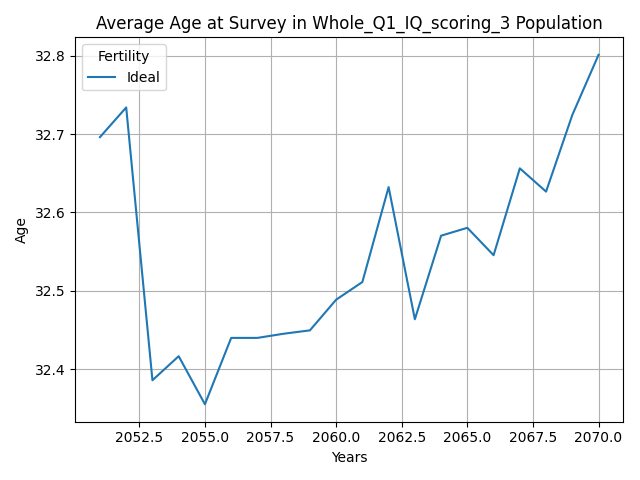 Average Age at Survey in Whole_Q1_IQ_scoring_3 Population
Fertility
Ideal
32.8
32.7
32.6
32.5
32.4
Age
2052.5 2055.0 2057.5 2060.0 2062.5 2065.0 2067.5 2070.0
Years